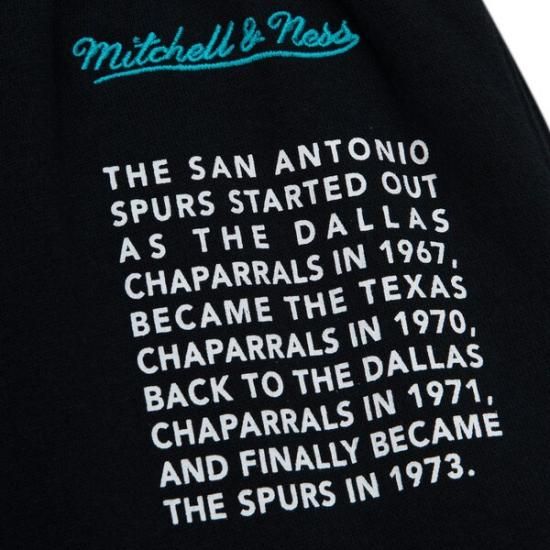 Mitchell & Ness
THE SAN ANTONIO
SPURS STARTED OUT
AS THE DALLAS
CHAPARRALS IN 1967,
BECAME THE TEXAS
CHAPARRALS IN 1970,
BACK TO THE DALLAS
CHAPARRALS IN 1971,
AND FINALLY BECAME
THE SPURS IN 1973.